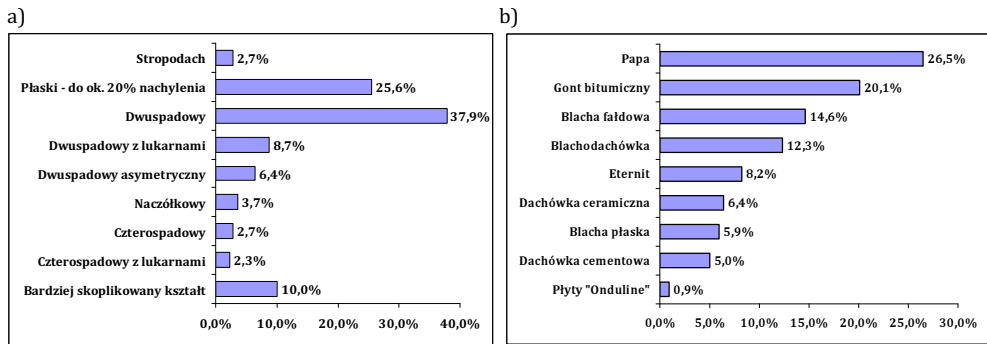 a)
Stropodach 2,7%
Płaski - do ok. 20% nachylenia 25,6%
Dwuspadowy 37,9%
Dwuspadowy z lukarnami 8,7%
Dwuspadowy asymetryczny 6,4%
Naczółkowy 3,7%
Czterospadowy 2,7%
Czterospadowy z lukarnami 2,3%
Bardziej skoplikowany kształt 10,0%
0,0% 10,0% 20,0% 30,0% 40,0%
b)
Papa 26,5%
Gont bitumiczny 20,1%
Blacha fałdowa 14,6%
Blachodachówka 12,3%
Eternit 8,2%
Dachówka ceramiczna 6,4%
Blacha płaska 5,9%
Dachówka cementowa 5,0%
Płyty "Onduline" 0,9%
0,0% 5,0% 10,0% 15,0% 20,0% 25,0% 30,0%